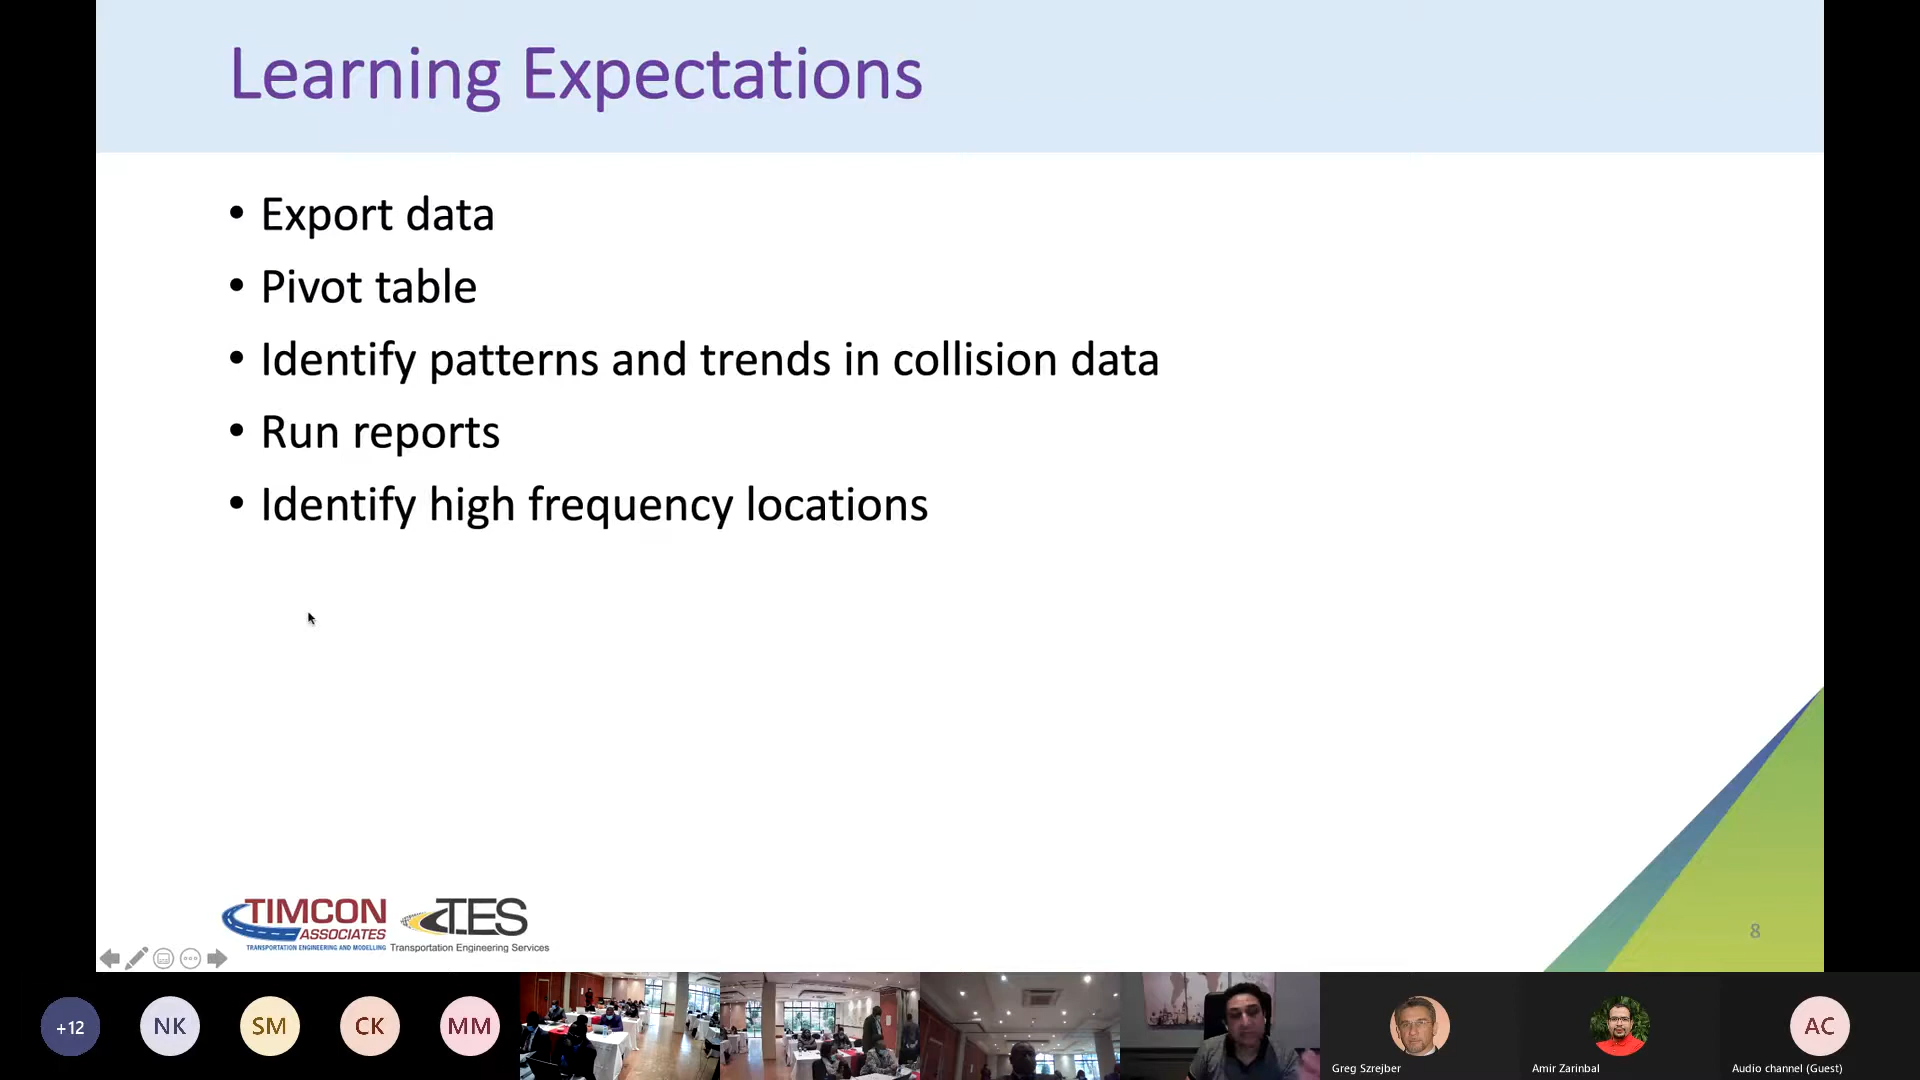 Learning Expectations
• Export data
• Pivot table
• Identify patterns and trends in collision data
• Run reports
• Identify high frequency locations
TIMCON
ASSOCIATES
TRANSPORTATION ENGINEERING AND MODELLING
TES
Transportation Engineering Services
8
+12
NK
SM
CK
MM
Greg Szrejber
Amir Zarinbal
AC
Audio channel (Guest)